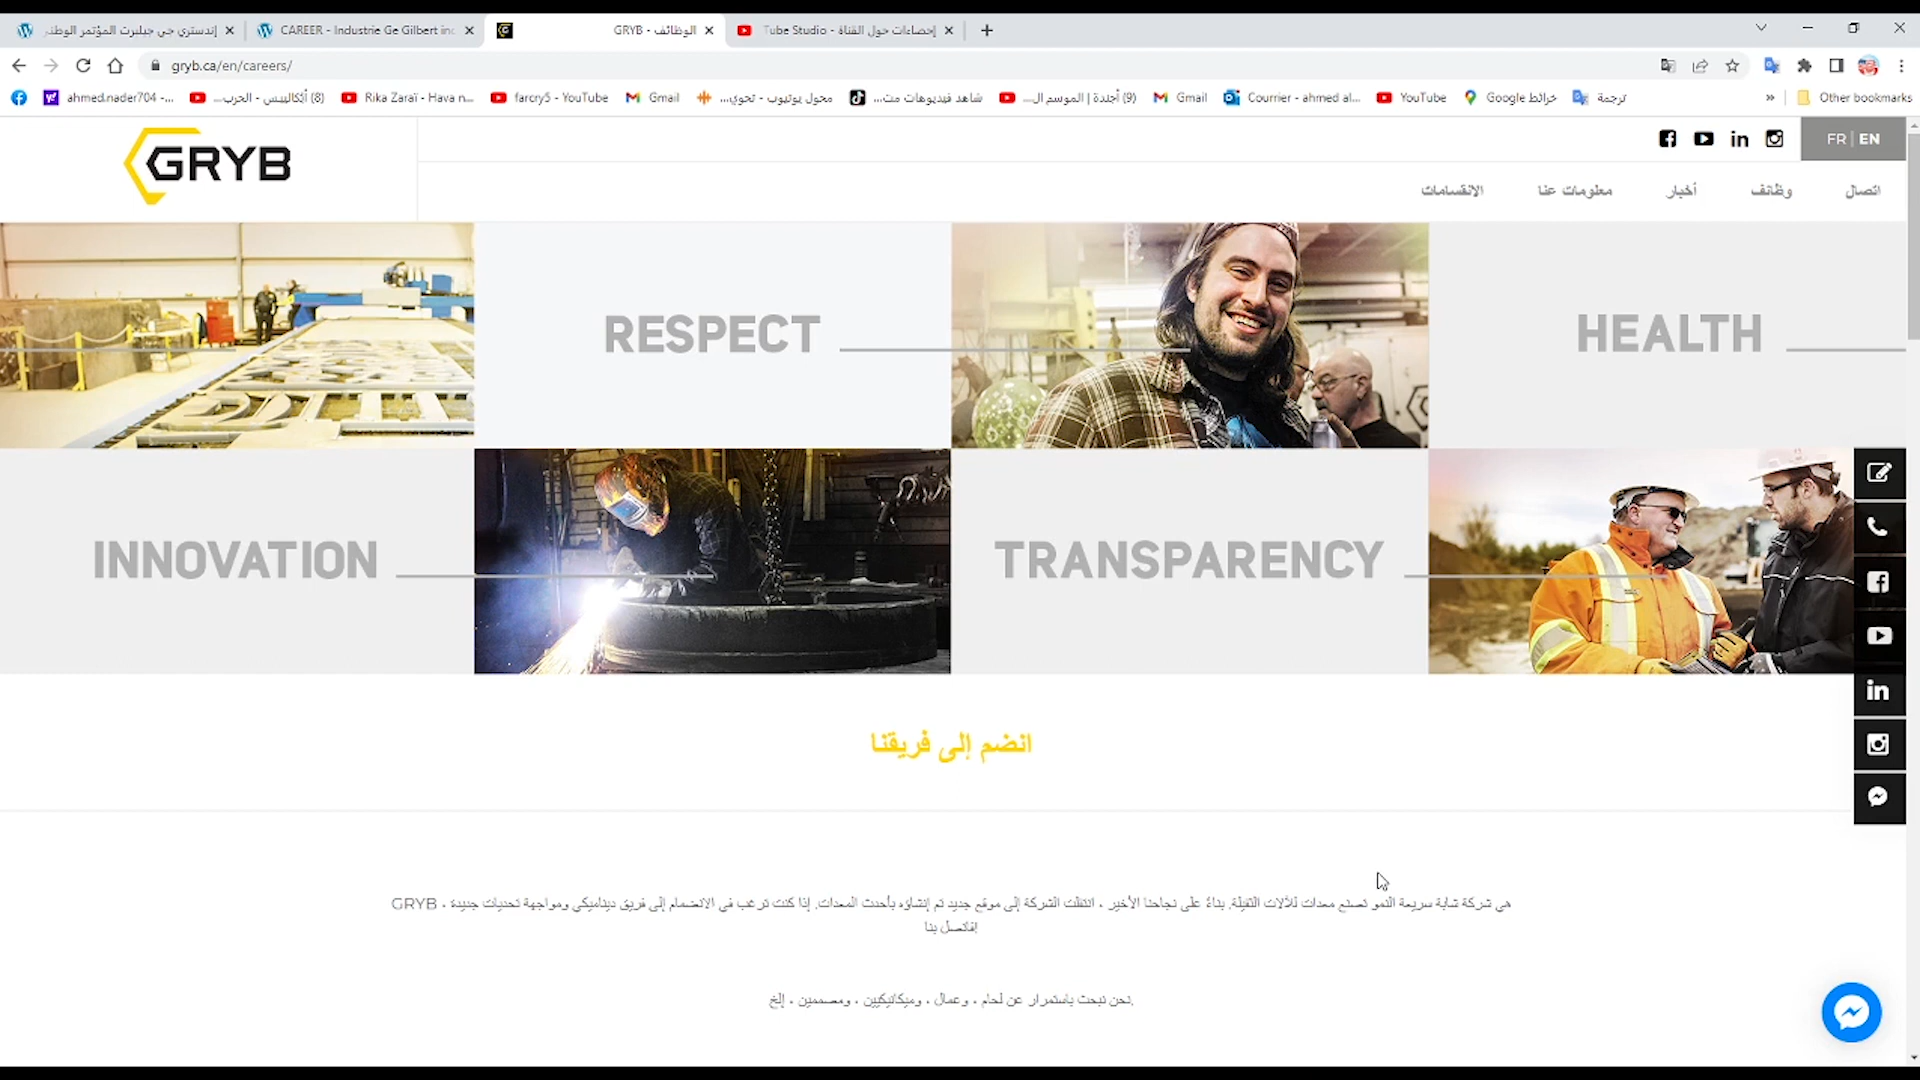 إندستري جي جيلبرت المؤتمر الوطني
CAREER - Industrie Ge Gilbert inc
الوظائف - GRYB
إحصاءات حول القناة - Tube Studio
gryb.ca/en/careers/
ahmed.nader704 -...
(8) أتكاليبس - الحرب...
Rika Zaraï - Hava n...
farcry5 - YouTube
Gmail
محول يوتيوب - تحوي...
شاهد فيديوهات مت...
(9) أجندة | الموسم ال...
Gmail
Courrier - ahmed al...
YouTube
خرائط Google
ترجمة
»
Other bookmarks
GRYB
FR | EN
الانقسامات
معلومات عنا
أخبار
وظائف
اتصال
RESPECT
HEALTH
INNOVATION
TRANSPARENCY
انضم إلى فريقنا
هي شركة شابة سريعة النمو تصنع معدات للآلات الثقيلة. بناءً على نجاحنا الأخير ، انتقلت الشركة إلى موقع جديد تم إنشاؤه بأحدث المعدات. إذا كنت ترغب في الانضمام إلى فريق ديناميكي ومواجهة تحديات جديدة ، GRYB
فاتصل بنا!
نحن نبحث باستمرار عن لحام ، وعمال ، وميكانيكيين ، ومصممين ، إلخ.